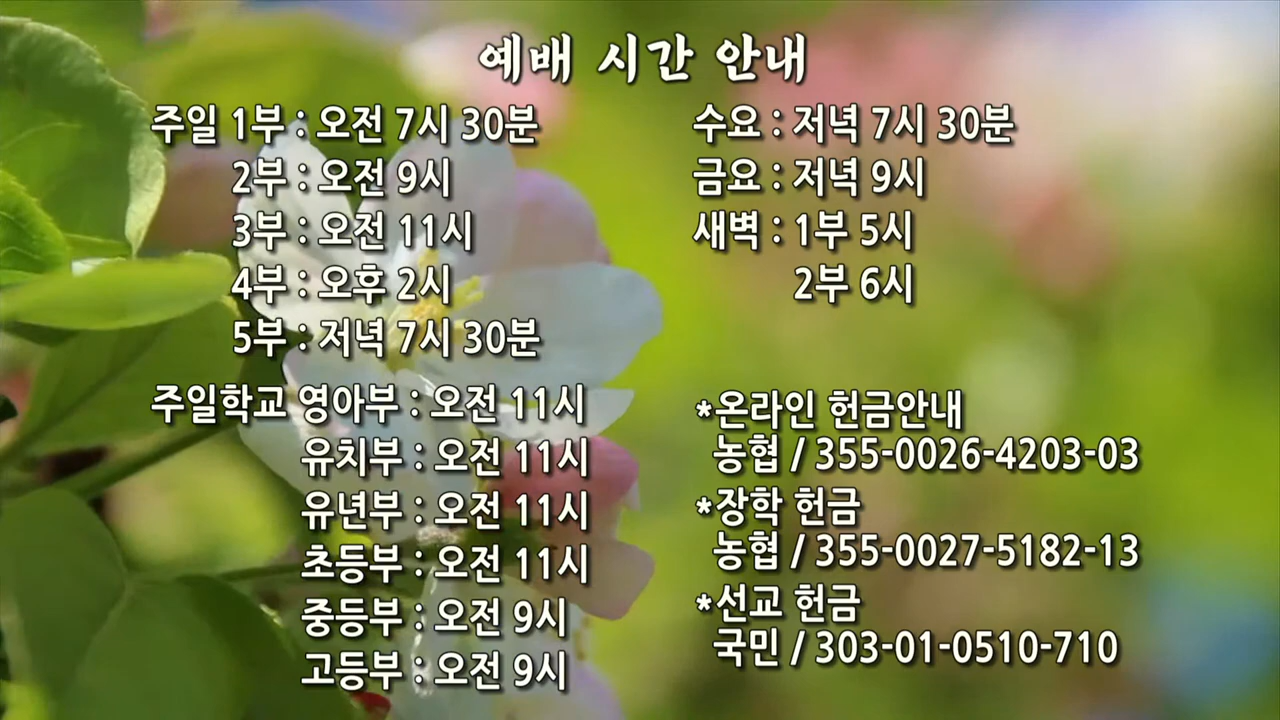 예배 시간 안내
주일 1부 : 오전 7시 30분
2부 : 오전 9시
3부 : 오전 11시
4부 : 오후 2시
5부 : 저녁 7시 30분
주일학교 영아부 : 오전 11시
유치부 : 오전 11시
유년부 : 오전 11시
초등부 : 오전 11시
중등부 : 오전 9시
고등부 : 오전 9시
수요 : 저녁 7시 30분
금요 : 저녁 9시
새벽 : 1부 5시
2부 6시
*온라인 헌금안내
농협 / 355-0026-4203-03
*장학 헌금
농협 / 355-0027-5182-13
*선교 헌금
국민 / 303-01-0510-710